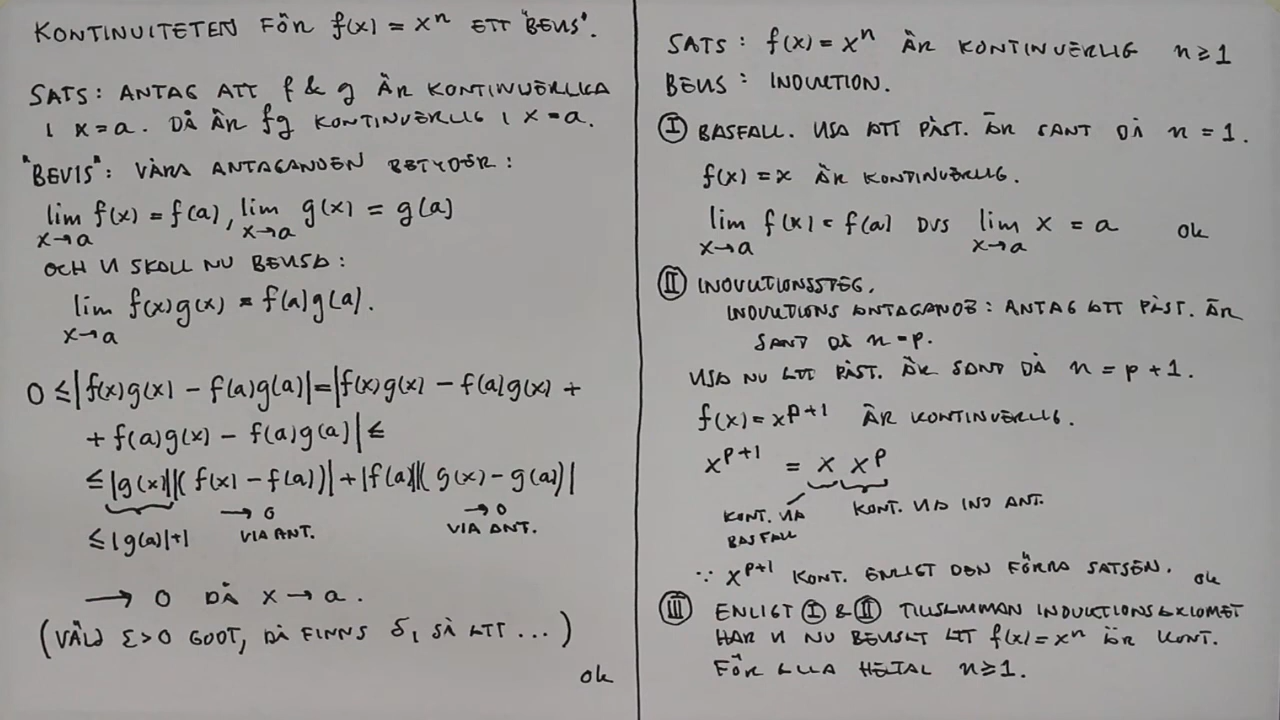 KONTINUITETEN FÖR f(x) = xⁿ ETT "BEVIS".
SATS: ANTAG ATT f & g ÄR KONTINUERLIGA
I x=a. DÅ ÄR fg KONTINUERLIG I x=a.
"BEVIS": VÅRA ANTAGANDEN BETYDER:
lim f(x) = f(a), lim g(x) = g(a)
x→a x→a
OCH VI SKALL NU BEVISA:
lim f(x)g(x) = f(a)g(a).
x→a
0 ≤ |f(x)g(x) - f(a)g(a)| = |f(x)g(x) - f(a)g(x) +
+ f(a)g(x) - f(a)g(a)| ≤
≤ |g(x)||(f(x) - f(a))| + |f(a)||(g(x) - g(a))|
→ 0 → 0
≤ |g(a)|+1 VIA ANT. VIA ANT.
→ 0 DÅ x→a.
(VÄLJ ε>0 GODT, DÅ FINNS δ, SÅ ATT ...)
ok
SATS: f(x) = xⁿ ÄR KONTINUERLIG n≥1
BEVIS: INDUKTION.
Ⓘ BASFALL. VISA ATT PÅST. ÄR SANT DÅ n=1.
f(x) = x ÄR KONTINUERLIG.
lim f(x) = f(a) DVS lim x = a ok
x→a x→a
Ⓘ︎Ⓘ INDUKTIONSSTEG.
INDUKTIONS ANTAGANDE: ANTAG ATT PÅST. ÄR
SANT DÅ n=p.
VISA NU ATT PÅST. ÄR SANT DÅ n = p+1.
f(x) = x^{p+1} ÄR KONTINUERLIG.
x^{p+1} = x x^p
KONT. VIA KONT. VIA IND ANT.
BASFALL
∵ x^{p+1} KONT. ENLIGT DEN FÖRRA SATSEN. ok
(III) ENLIGT (I) & (II) TILLSAMMAN INDUKTIONSAXIOMET
HAR VI NU BEVISAT ATT f(x) = xⁿ ÄR KONT.
FÖR ALLA HELTAL n≥1.